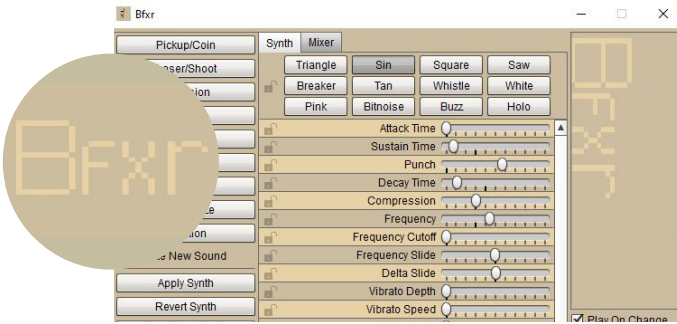 Bfxr
Pickup/Coin
Synth Mixer
Triangle Sin Square Saw
Breaker Tan Whistle White
Pink Bitnoise Buzz Holo
Attack Time
Sustain Time
Punch
Decay Time
Compression
Frequency
Frequency Cutoff
Frequency Slide
Delta Slide
Vibrato Depth
Vibrato Speed
New Sound
Apply Synth
Revert Synth
Bfxr
Bfxr
Play On Change